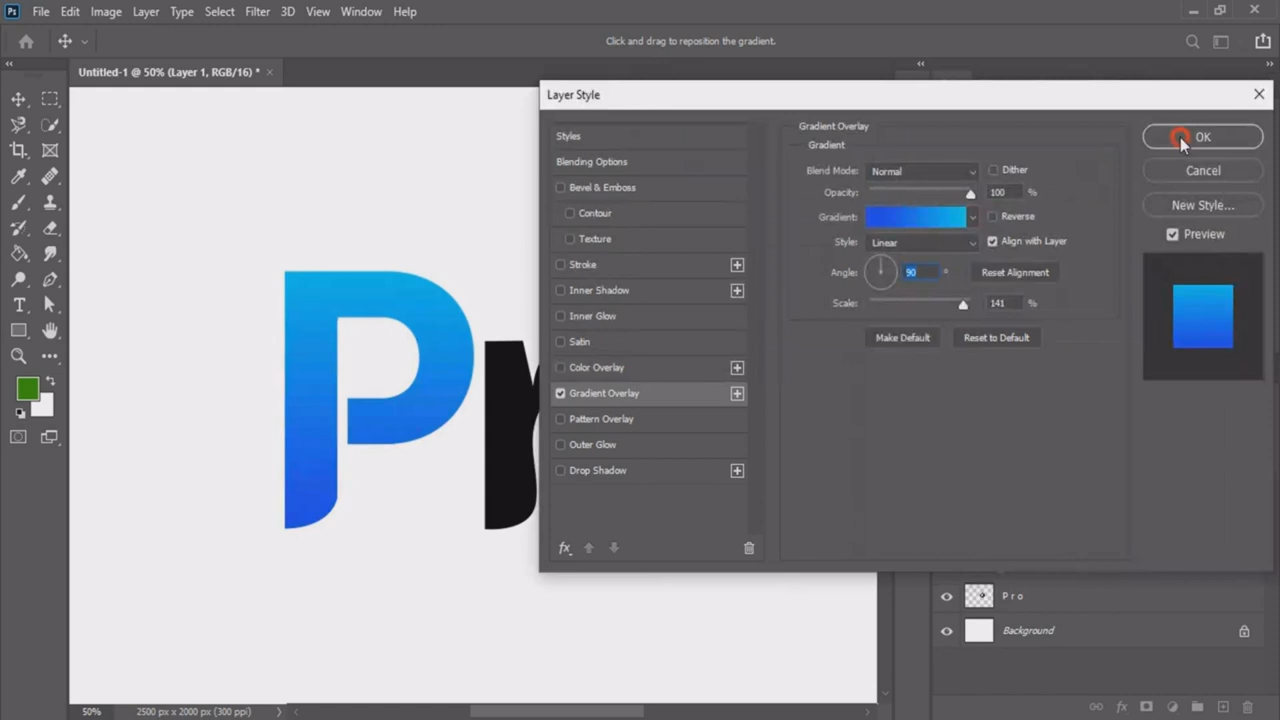 Ps File Edit Image Layer Type Select Filter 3D View Window Help
Click and drag to reposition the gradient.
Untitled-1 @ 50% (Layer 1, RGB/16) *
Layer Style
Styles
Blending Options
Bevel & Emboss
Contour
Texture
Stroke
Inner Shadow
Inner Glow
Satin
Color Overlay
Gradient Overlay
Pattern Overlay
Outer Glow
Drop Shadow
fx
Gradient Overlay
Gradient
Blend Mode: Normal Dither
Opacity: 100 %
Gradient: Reverse
Style: Linear Align with Layer
Angle: 90 ° Reset Alignment
Scale: 141 %
Make Default Reset to Default
OK
Cancel
New Style...
Preview
P
P r o
Background
fx
50% 2500 px x 2000 px (300 ppi)